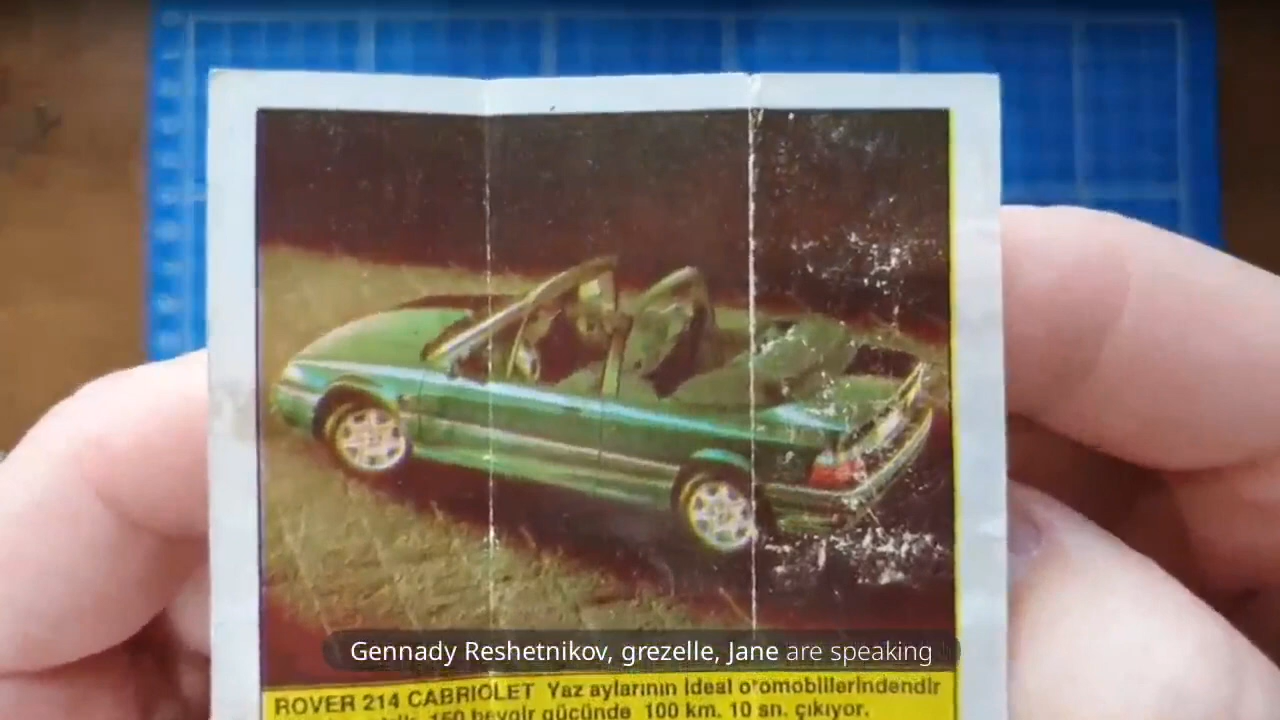 Gennady Reshetnikov, grezelle, Jane are speaking
ROVER 214 CABRIOLET Yaz aylarının ideal otomobillerindendir
150 beygir gücünde 100 km. 10 sn. çıkıyor.